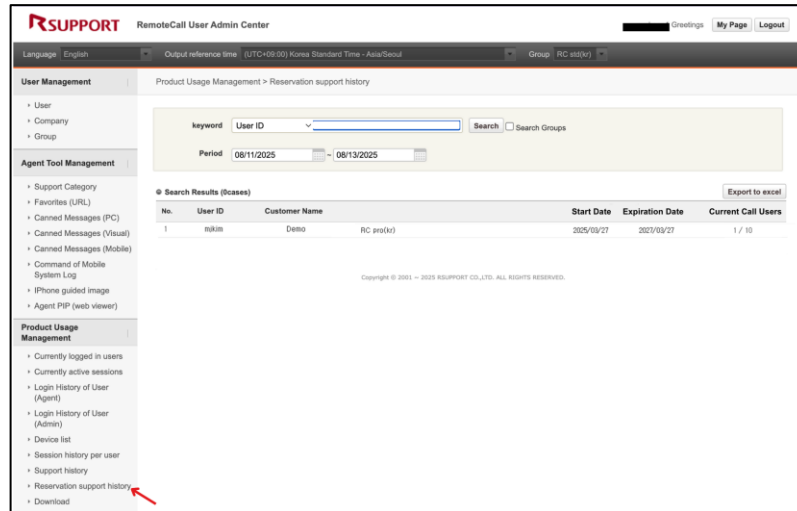 RSUPPORT RemoteCall User Admin Center
Greetings My Page Logout
Language English Output reference time (UTC+09:00) Korea Standard Time - Asia/Seoul Group RC std(kr)
User Management
Product Usage Management > Reservation support history
User
Company
Group
keyword User ID Search Search Groups
Period 08/11/2025 ~ 08/13/2025
Agent Tool Management
Support Category
Favorites (URL)
Canned Messages (PC)
Canned Messages (Visual)
Canned Messages (Mobile)
Command of Mobile
System Log
IPhone guided image
Agent PIP (web viewer)
Search Results (0cases) Export to excel
No. User ID Customer Name Start Date Expiration Date Current Call Users
1 mikim Demo RC pro(kr) 2025/03/27 2027/03/27 1 / 10
Copyright © 2001 ~ 2025 RSUPPORT CO.,LTD. ALL RIGHTS RESERVED.
Product Usage
Management
Currently logged in users
Currently active sessions
Login History of User
(Agent)
Login History of User
(Admin)
Device list
Session history per user
Support history
Reservation support history
Download